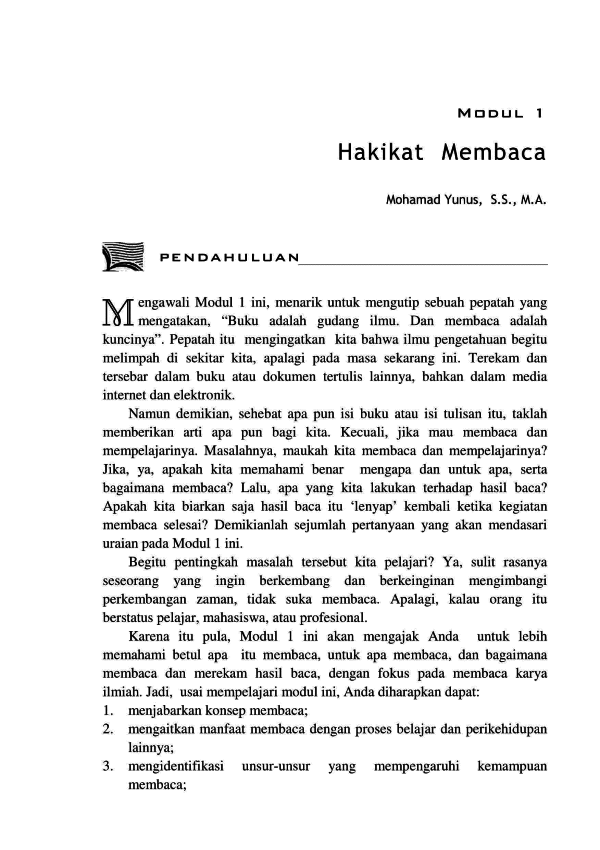 MODUL 1
Hakikat Membaca
Mohamad Yunus, S.S., M.A.
PENDAHULUAN
Mengawali Modul 1 ini, menarik untuk mengutip sebuah pepatah yang
mengatakan, “Buku adalah gudang ilmu. Dan membaca adalah
kuncinya”. Pepatah itu mengingatkan kita bahwa ilmu pengetahuan begitu
melimpah di sekitar kita, apalagi pada masa sekarang ini. Terekam dan
tersebar dalam buku atau dokumen tertulis lainnya, bahkan dalam media
internet dan elektronik.
Namun demikian, sehebat apa pun isi buku atau isi tulisan itu, taklah
memberikan arti apa pun bagi kita. Kecuali, jika mau membaca dan
mempelajarinya. Masalahnya, maukah kita membaca dan mempelajarinya?
Jika, ya, apakah kita memahami benar mengapa dan untuk apa, serta
bagaimana membaca? Lalu, apa yang kita lakukan terhadap hasil baca?
Apakah kita biarkan saja hasil baca itu ‘lenyap’ kembali ketika kegiatan
membaca selesai? Demikianlah sejumlah pertanyaan yang akan mendasari
uraian pada Modul 1 ini.
Begitu pentingkah masalah tersebut kita pelajari? Ya, sulit rasanya
seseorang yang ingin berkembang dan berkeinginan mengimbangi
perkembangan zaman, tidak suka membaca. Apalagi, kalau orang itu
berstatus pelajar, mahasiswa, atau profesional.
Karena itu pula, Modul 1 ini akan mengajak Anda untuk lebih
memahami betul apa itu membaca, untuk apa membaca, dan bagaimana
membaca dan merekam hasil baca, dengan fokus pada membaca karya
ilmiah. Jadi, usai mempelajari modul ini, Anda diharapkan dapat:
1. menjabarkan konsep membaca;
2. mengaitkan manfaat membaca dengan proses belajar dan perikehidupan
lainnya;
3. mengidentifikasi unsur-unsur yang mempengaruhi kemampuan
membaca;